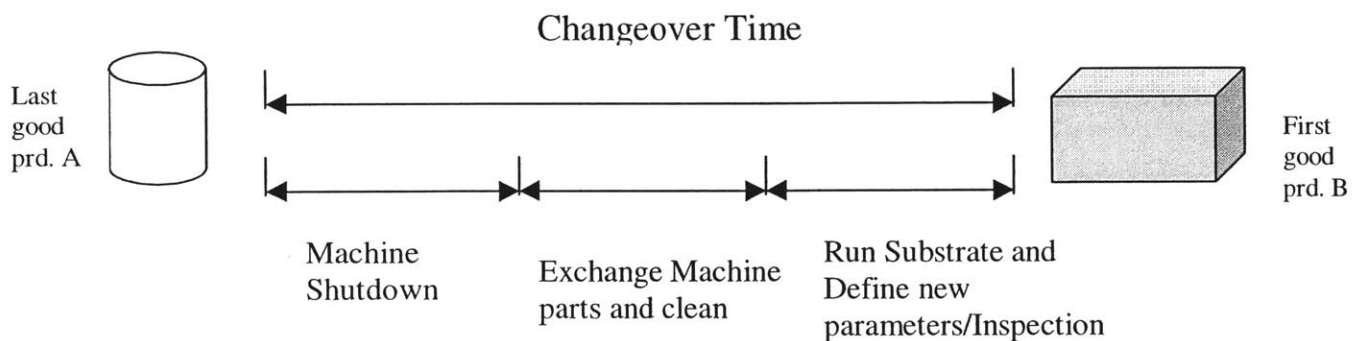 Changeover Time
Last
good
prd. A
First
good
prd. B
Machine
Shutdown
Exchange Machine
parts and clean
Run Substrate and
Define new
parameters/Inspection